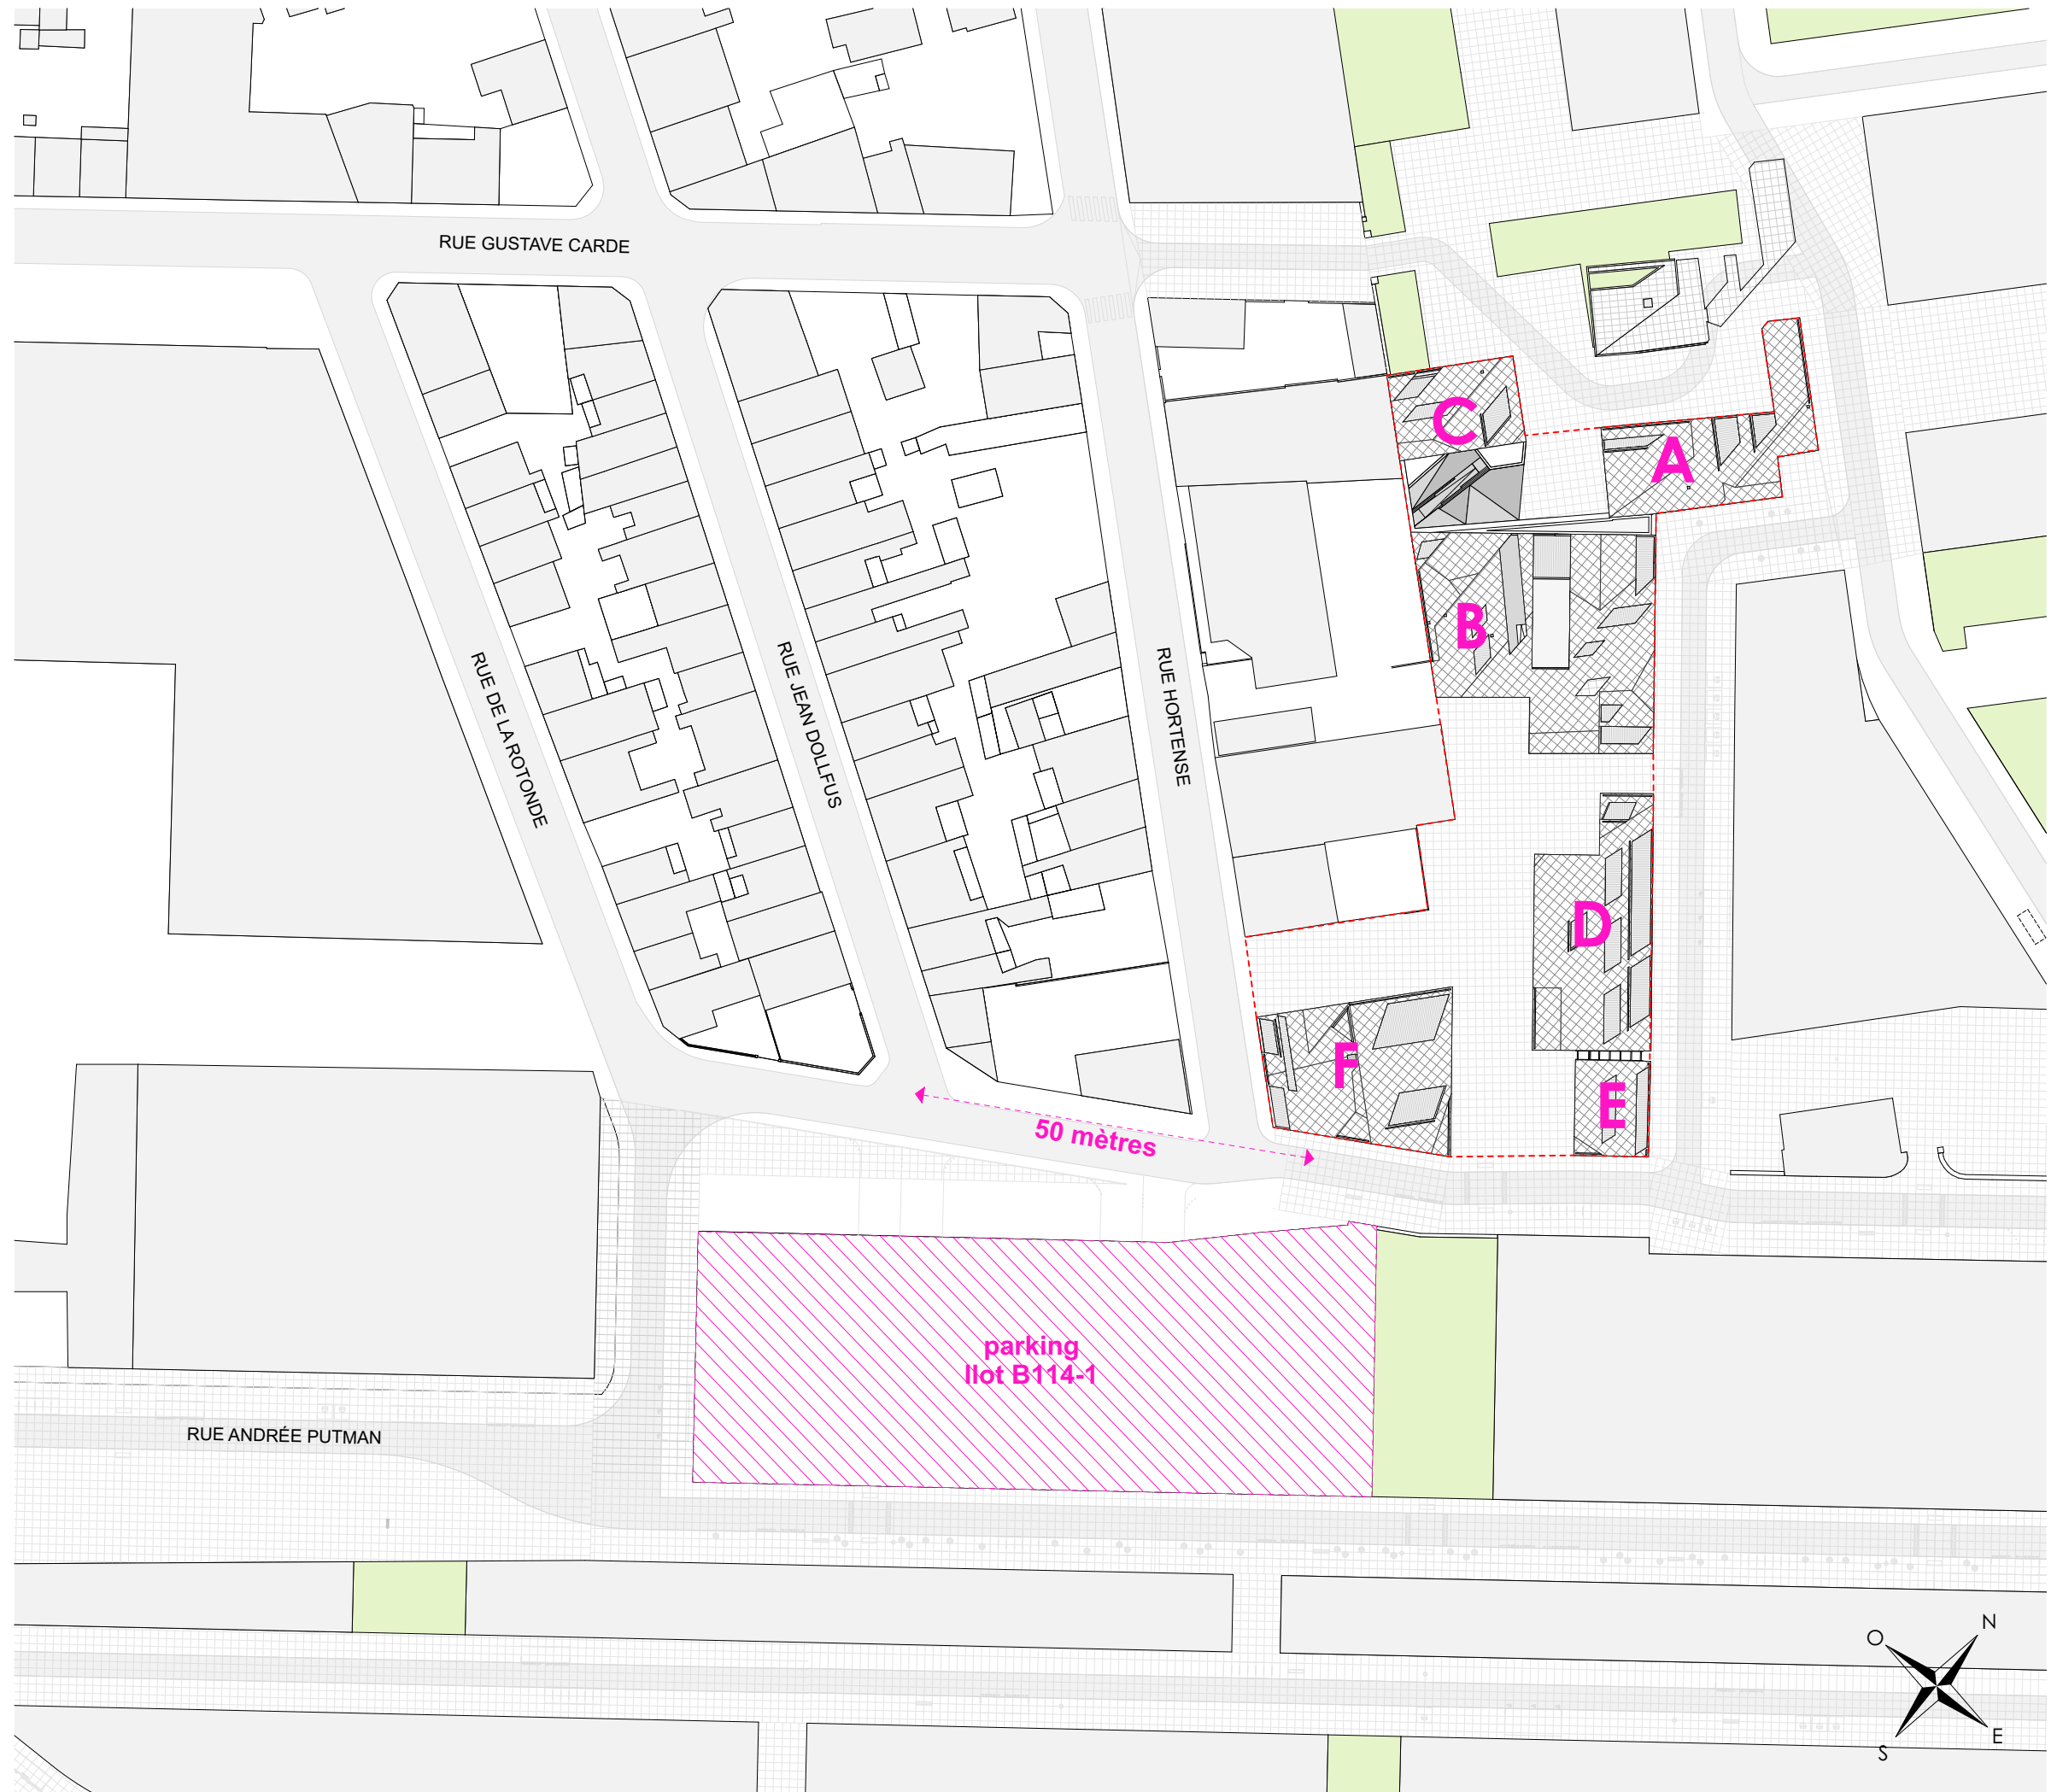 RUE GUSTAVE CARDE
C
A
B
RUE DE LA ROTONDE
RUE JEAN DOLLFUS
RUE HORTENSE
D
F
E
50 mètres
parking
Ilot B114-1
RUE ANDRÉE PUTMAN
N
O
E
S